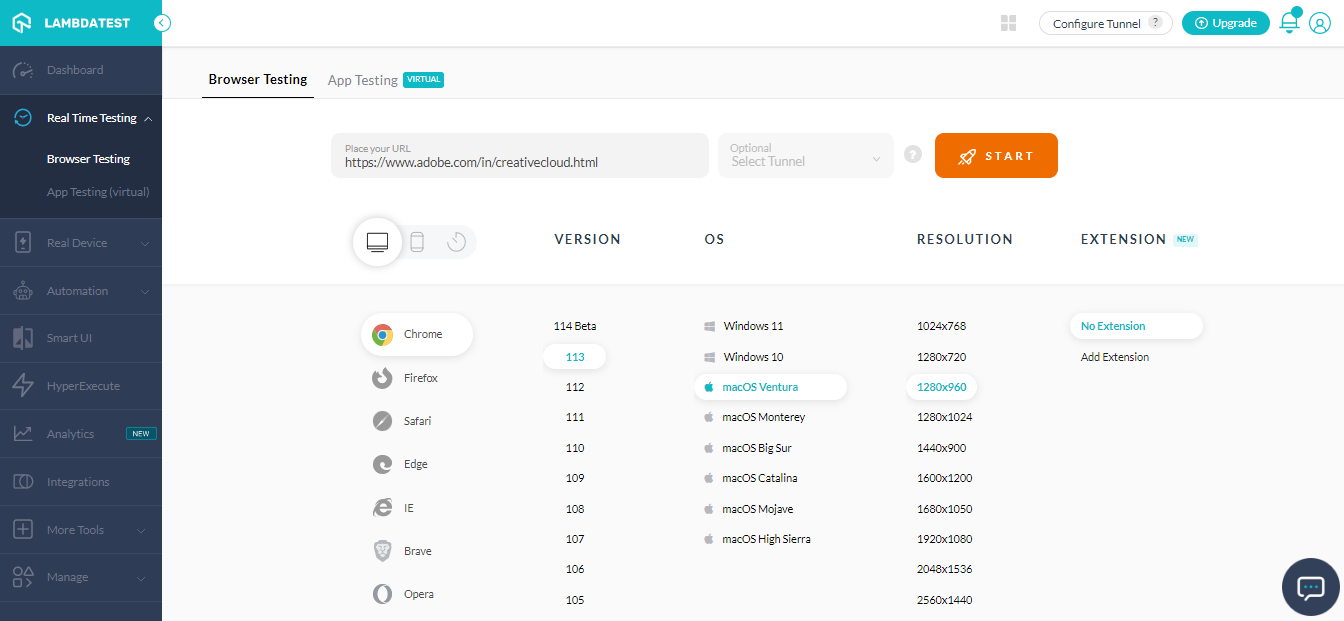 LAMBDATEST
Configure Tunnel ?
Upgrade
Dashboard
Real Time Testing
Browser Testing
App Testing (virtual)
Real Device
Automation
Smart UI
HyperExecute
Analytics NEW
Integrations
More Tools
Manage
Browser Testing App Testing VIRTUAL
Place your URL
https://www.adobe.com/in/creativecloud.html
Optional
Select Tunnel
?
START
VERSION OS RESOLUTION EXTENSION NEW
Chrome
Firefox
Safari
Edge
IE
Brave
Opera
114 Beta
113
112
111
110
109
108
107
106
105
Windows 11
Windows 10
macOS Ventura
macOS Monterey
macOS Big Sur
macOS Catalina
macOS Mojave
macOS High Sierra
1024x768
1280x720
1280x960
1280x1024
1440x900
1600x1200
1680x1050
1920x1080
2048x1536
2560x1440
No Extension
Add Extension